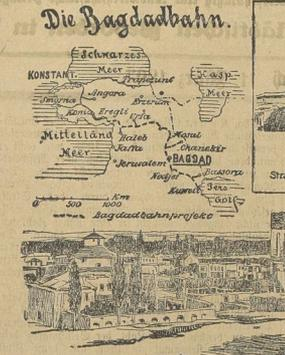 Die Bagdadbahn.
Schwarzes
Meer
KONSTANT.
Trapezunt
Kasp.
Meer
Angora
Erzerum
Smyrna
Konia Eregli Urfa
Mittelländ.
Meer
Haleb
Jaffa
Mosul
Chanekir
Jerusalem
BAGDAD
Nedjef
Bassora
Kuweit
Pers.
Golf
Km
0 500 1000
Bagdadbahnprojekt